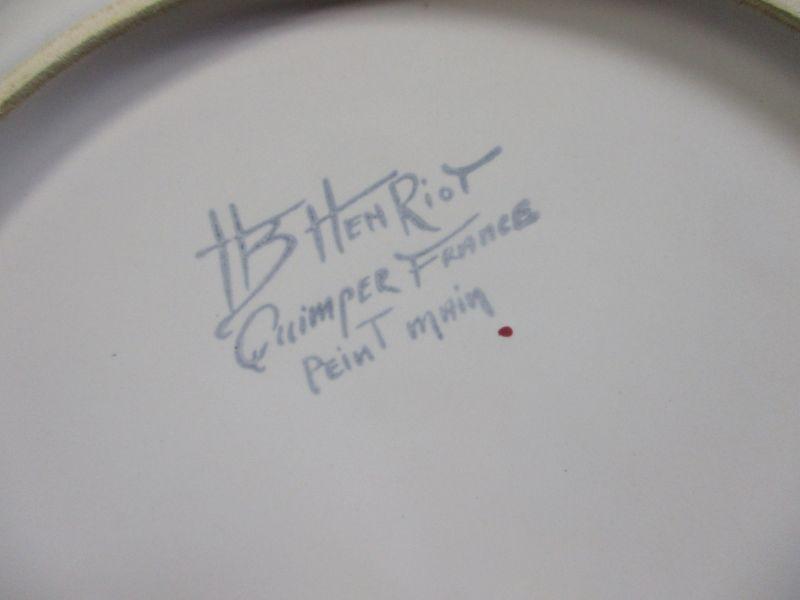 HB HENRIOT
QUIMPER FRANCE
PEINT MAIN